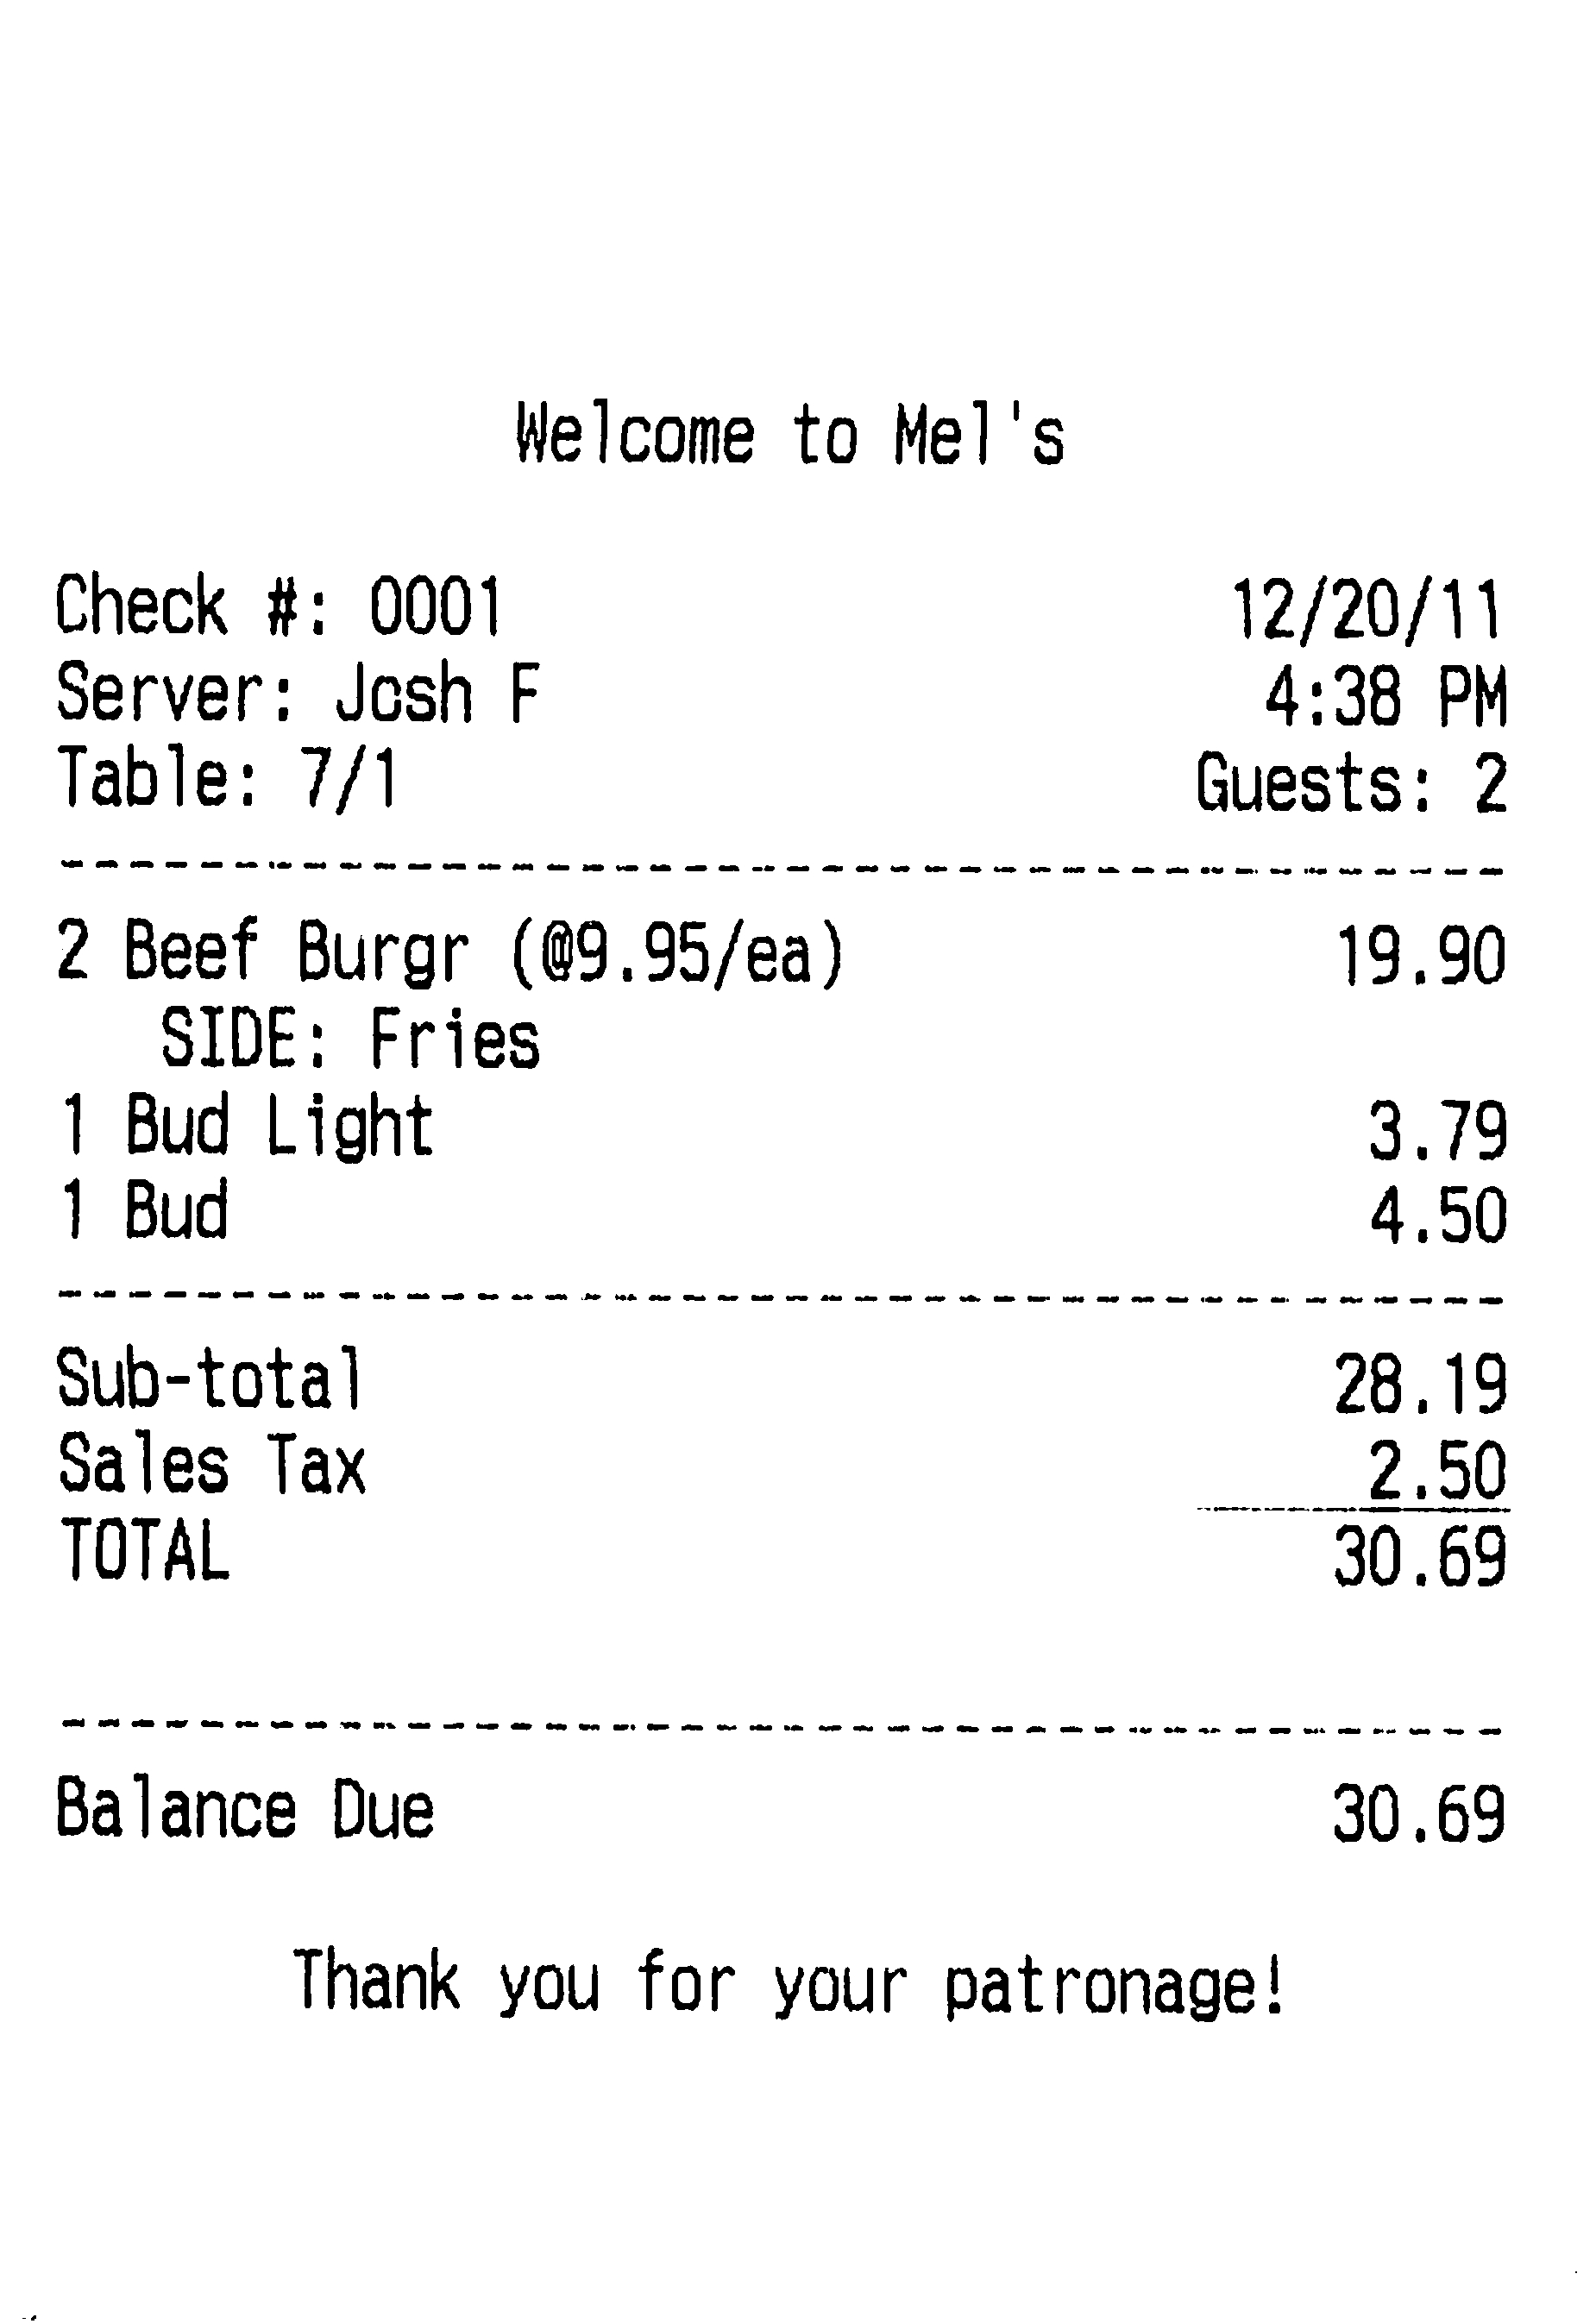 Welcome to Mel's
Check #: 0001 12/20/11
Server: Josh F 4:38 PM
Table: 7/1 Guests: 2
2 Beef Burgr (@9.95/ea) 19.90
SIDE: Fries
1 Bud Light 3.79
1 Bud 4.50
Sub-total 28.19
Sales Tax 2.50
TOTAL 30.69
Balance Due 30.69
Thank you for your patronage!